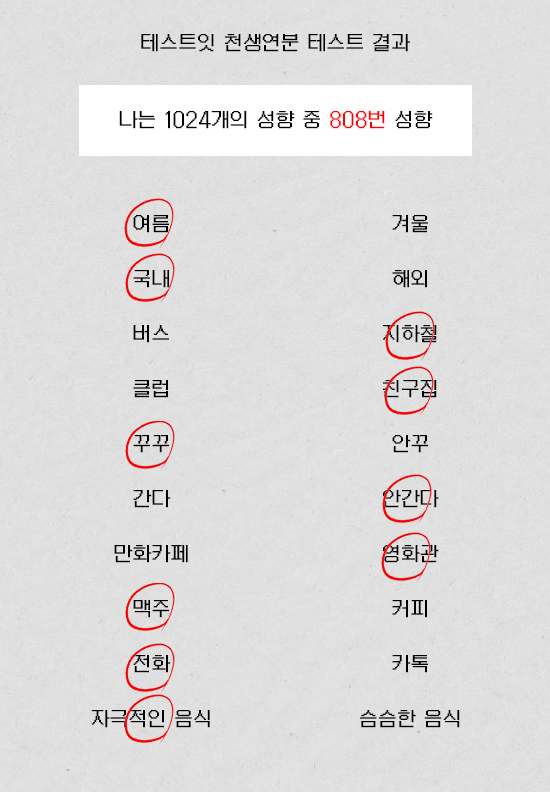 테스트잇 천생연분 테스트 결과
나는 1024개의 성향 중 808번 성향
여름 겨울
국내 해외
버스 지하철
클럽 친구집
꾸꾸 안꾸
간다 안간다
만화카페 영화관
맥주 커피
전화 카톡
자극적인 음식 슴슴한 음식